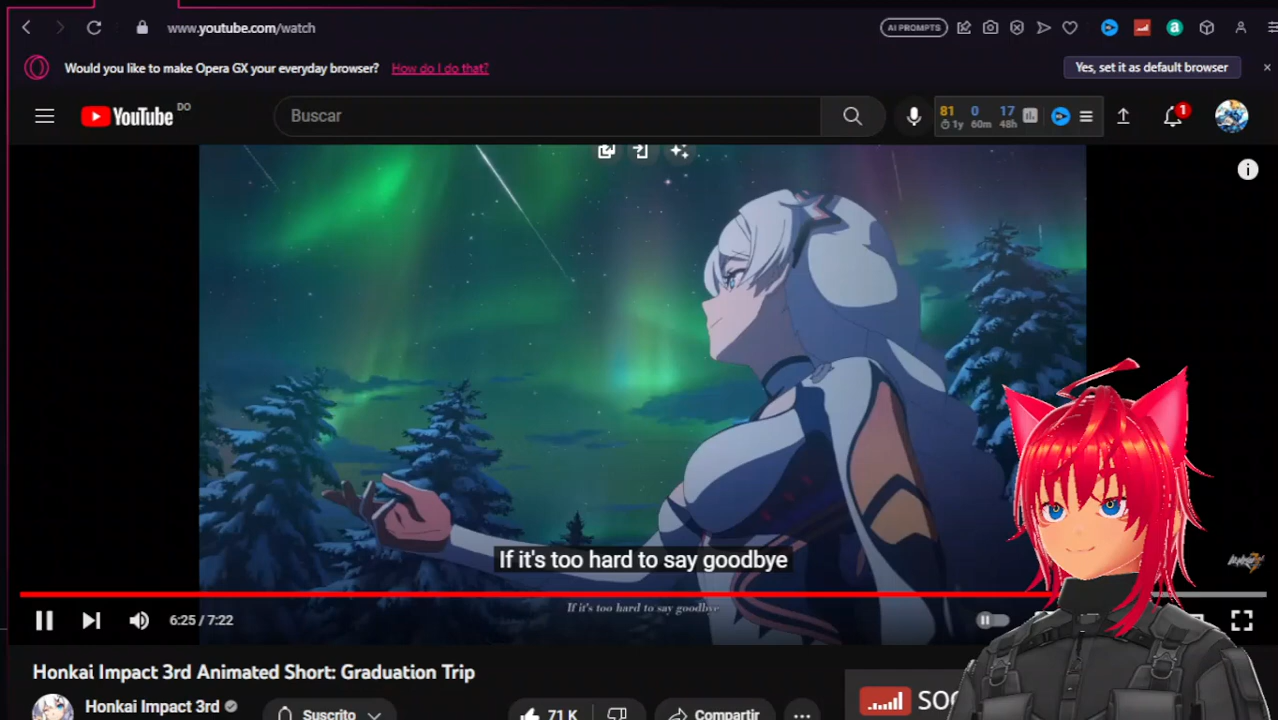 www.youtube.com/watch
AI PROMPTS
Would you like to make Opera GX your everyday browser? How do I do that?
Yes, set it as default browser
YouTube DO
Buscar
81 0 17
1y 60m 48h
1
a
If it's too hard to say goodbye
If it's too hard to say goodbye
6:25 / 7:22
Honkai Impact 3rd Animated Short: Graduation Trip
Honkai Impact 3rd
Suscrito
71 K
Compartir